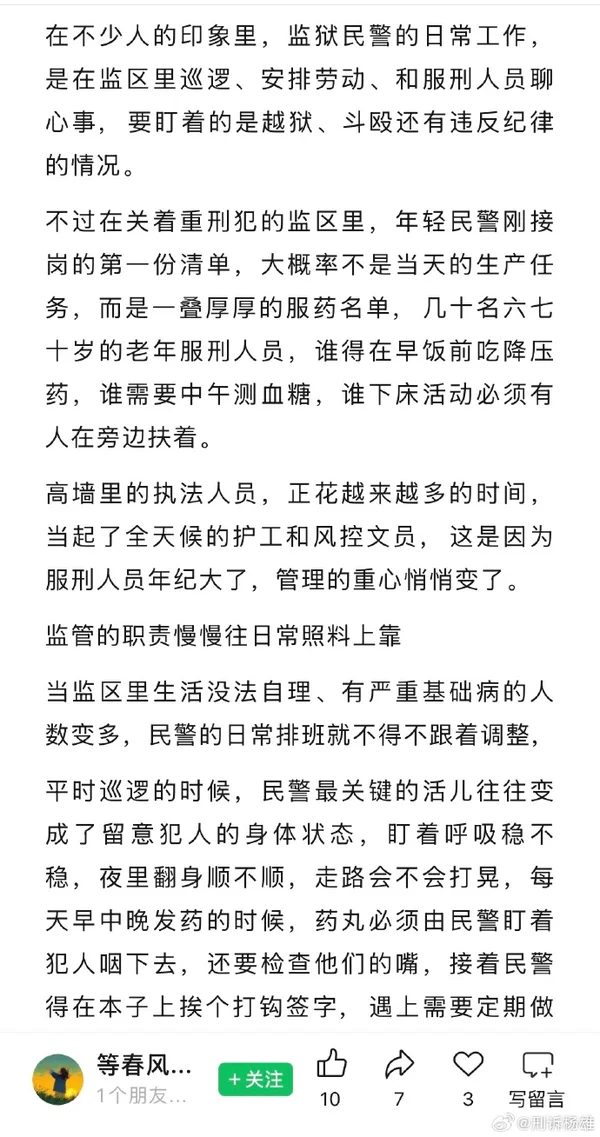 在不少人的印象里，监狱民警的日常工作，
是在监区里巡逻、安排劳动、和服刑人员聊
心事，要盯着的是越狱、斗殴还有违反纪律
的情况。
不过在关着重刑犯的监区里，年轻民警刚接
岗的第一份清单，大概率不是当天的生产任
务，而是一叠厚厚的服药名单，几十名六七
十岁的老年服刑人员，谁得在早饭前吃降压
药，谁需要中午测血糖，谁下床活动必须有
人在旁边扶着。
高墙里的执法人员，正花越来越多的时间，
当起了全天候的护工和风控文员，这是因为
服刑人员年纪大了，管理的重心悄悄变了。
监管的职责慢慢往日常照料上靠
当监区里生活没法自理、有严重基础病的人
数变多，民警的日常排班就不得不跟着调整，
平时巡逻的时候，民警最关键的活儿往往变
成了留意犯人的身体状态，盯着呼吸稳不
稳，夜里翻身顺不顺，走路会不会打晃，每
天早中晚发药的时候，药丸必须由民警盯着
犯人咽下去，还要检查他们的嘴，接着民警
得在本子上挨个打钩签字，遇上需要定期做
等春风...
1个朋友...
+关注
10
7
3
写留言
@刑诉杨雄